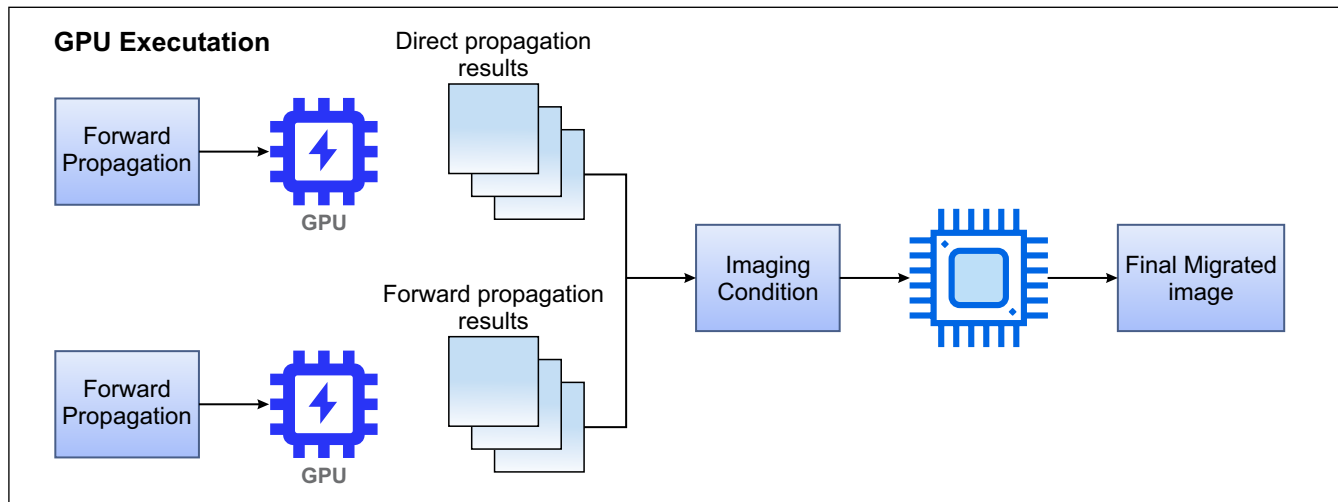 GPU Executation
Direct propagation
results
Forward
Propagation
GPU
Forward propagation
results
Imaging
Condition
Final Migrated
image
Forward
Propagation
GPU